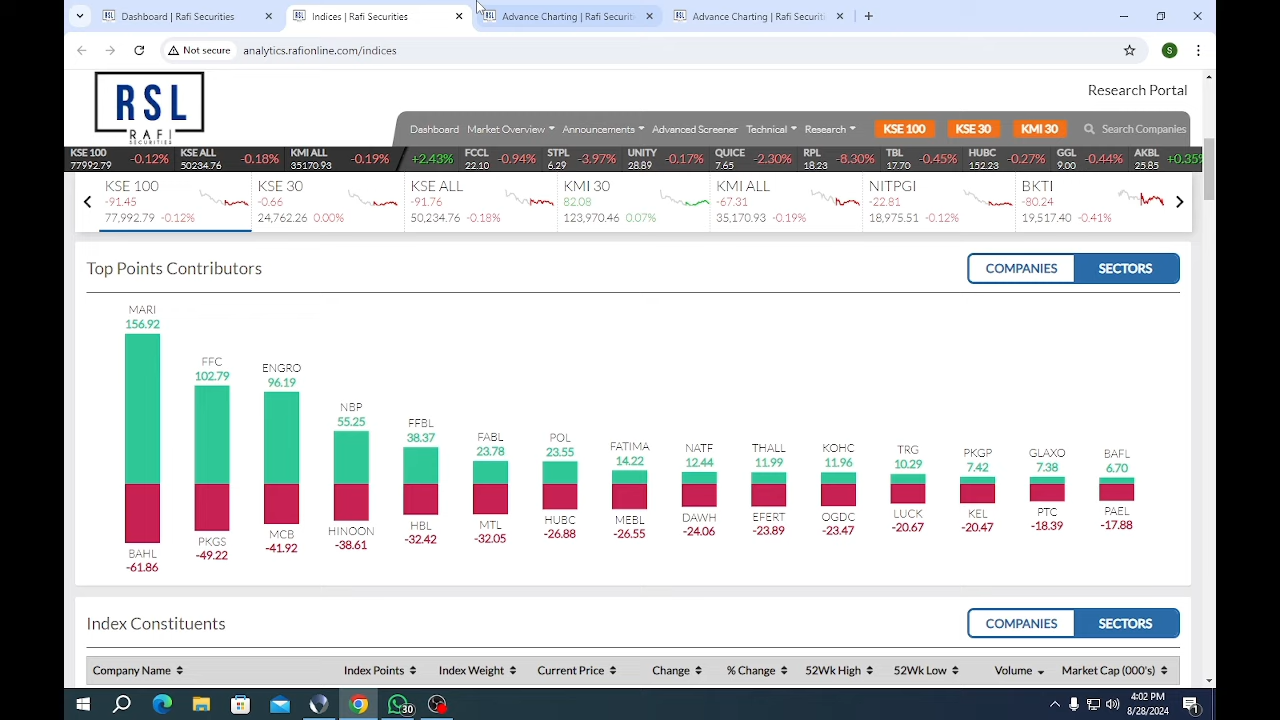 Dashboard | Rafi Securities
Indices | Rafi Securities
Advance Charting | Rafi Securit
Advance Charting | Rafi Securit
Not secure
analytics.rafionline.com/indices
S
RSL
RAFI
SECURITIES
Research Portal
Dashboard Market Overview Announcements Advanced Screener Technical Research KSE 100 KSE 30 KMI 30 Search Companies
KSE 100 77992.79 -0.12% KSE ALL 50234.76 -0.18% KMI ALL 35170.93 -0.19% +2.43% FCCL 22.10 -0.94% STPL 6.29 -3.97% UNITY 28.89 -0.17% QUICE 7.65 -2.30% RPL 18.23 -8.30% TBL 17.70 -0.45% HUBC 152.23 -0.27% GGL 9.00 -0.44% AKBL 25.85 +0.35%
KSE 100 KSE 30 KSE ALL KMI 30 KMI ALL NITPGI BKTI
-91.45 -0.66 -91.76 82.08 -67.31 -22.81 -80.24
77,992.79 -0.12% 24,762.26 0.00% 50,234.76 -0.18% 123,970.46 0.07% 35,170.93 -0.19% 18,975.51 -0.12% 19,517.40 -0.41%
Top Points Contributors
COMPANIES SECTORS
MARI FFC ENGRO NBP FFBL FABL POL FATIMA NATF THALL KOHC TRG PKGP GLAXO BAFL
156.92 102.79 96.19 55.25 38.37 23.78 23.55 14.22 12.44 11.99 11.96 10.29 7.42 7.38 6.70
BAHL PKGS MCB HINOON HBL MTL HUBC MEBL DAWH EFERT OGDC LUCK KEL PTC PAEL
-61.86 -49.22 -41.92 -38.61 -32.42 -32.05 -26.88 -26.55 -24.06 -23.89 -23.47 -20.67 -20.47 -18.39 -17.88
Index Constituents
COMPANIES SECTORS
Company Name Index Points Index Weight Current Price Change % Change 52Wk High 52Wk Low Volume Market Cap (000's)
4:02 PM
8/28/2024